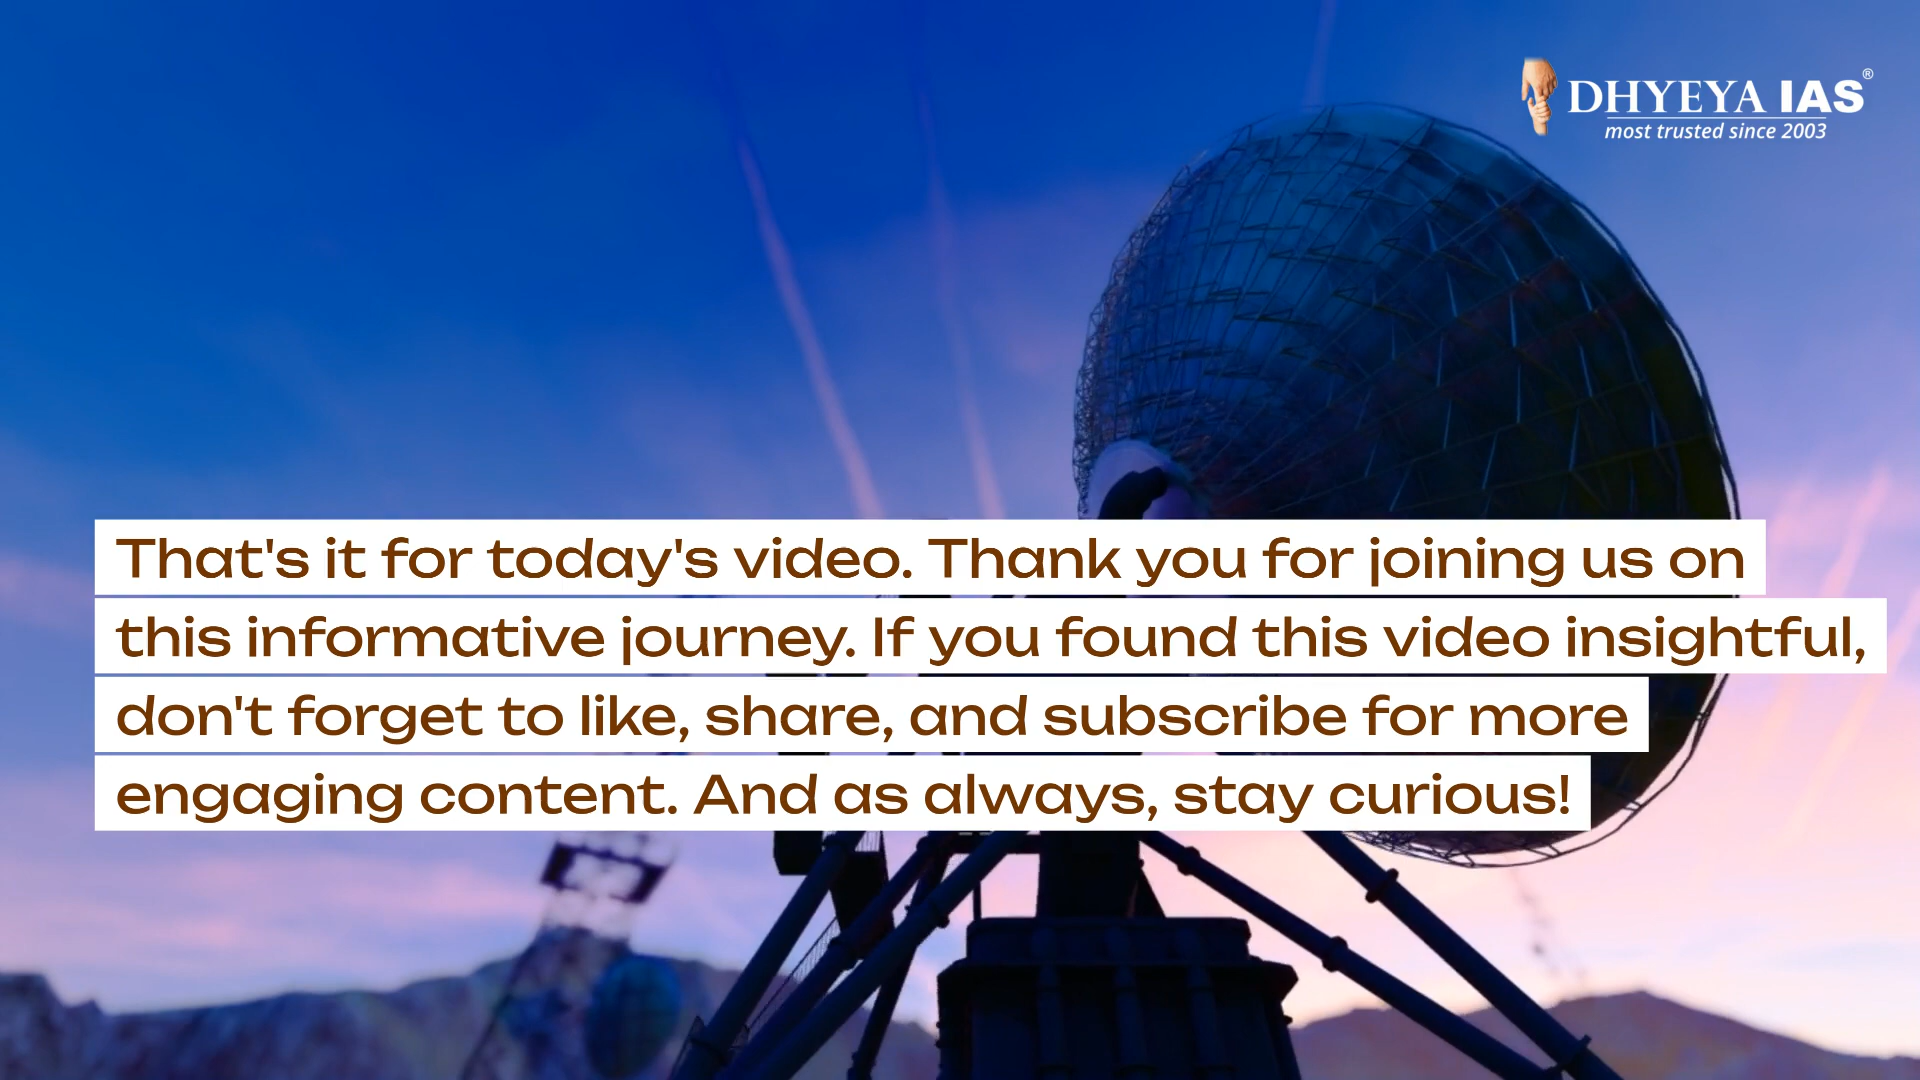 DHYEYA IAS®
most trusted since 2003
That's it for today's video. Thank you for joining us on
this informative journey. If you found this video insightful,
don't forget to like, share, and subscribe for more
engaging content. And as always, stay curious!